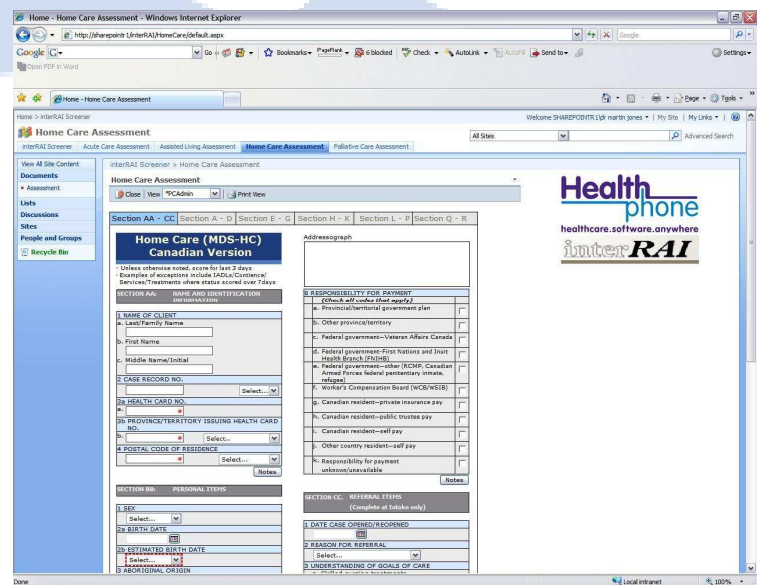 Home - Home Care Assessment - Windows Internet Explorer
http://sharepointr1/interRAI/HomeCare/default.aspx
Google
Google G Go Bookmarks PageRank 6 blocked Check AutoLink AutoFill Send to Settings
Open PDF in Word
Home - Home Care Assessment
Page Tools
Home > interRAI Screener
Welcome SHAREPOINTR1\dr martin jones | My Site | My Links
Home Care Assessment
All Sites
Advanced Search
interRAI Screener Acute Care Assessment Assisted Living Assessment Home Care Assessment Palliative Care Assessment
View All Site Content
Documents
Assessment
Lists
Discussions
Sites
People and Groups
Recycle Bin
interRAI Screener > Home Care Assessment
Home Care Assessment
Close View *PCAdmin Print View
Section AA - CC Section A - D Section E - G Section H - K Section L - P Section Q - R
Home Care (MDS-HC)
Canadian Version
- Unless otherwise noted, score for last 3 days
- Examples of exceptions include IADLs/Contience/
Services/Treatments where status scored over 7days
SECTION AA: NAME AND IDENTIFICATION
INFORMATION
1 NAME OF CLIENT
a. Last/Family Name
b. First Name
c. Middle Name/Initial
2 CASE RECORD NO.
Select...
3a HEALTH CARD NO.
a. *
3b PROVINCE/TERRITORY ISSUING HEALTH CARD
NO.
b. * Select...
4 POSTAL CODE OF RESIDENCE
* Select...
Notes
SECTION BB: PERSONAL ITEMS
1 SEX
Select...
2a BIRTH DATE
2b ESTIMATED BIRTH DATE
Select...
3 ABORIGINAL ORIGIN
Addressograph
8 RESPONSIBILITY FOR PAYMENT
(Check all codes that apply)
a. Provincial/territorial government plan
b. Other province/territory
c. Federal government—Veteran Affairs Canada
d. Federal government-First Nations and Inuit
Health Branch (FNIHB)
e. Federal government—other (RCMP, Canadian
Armed Forces federal penitentiary inmate,
refugee)
f. Worker's Compensation Board (WCB/WSIB)
g. Canadian resident—private insurance pay
h. Canadian resident—public trustee pay
i. Canadian resident—self pay
j. Other country resident—self pay
k. Responsibility for payment
unknown/unavailable
Notes
SECTION CC. REFERRAL ITEMS
(Complete at Intake only)
1 DATE CASE OPENED/REOPENED
2 REASON FOR REFERRAL
Select...
3 UNDERSTANDING OF GOALS OF CARE
a. Skilled nursing treatments
Health
phone
healthcare.software.anywhere
interRAI
Done
Local intranet
100%